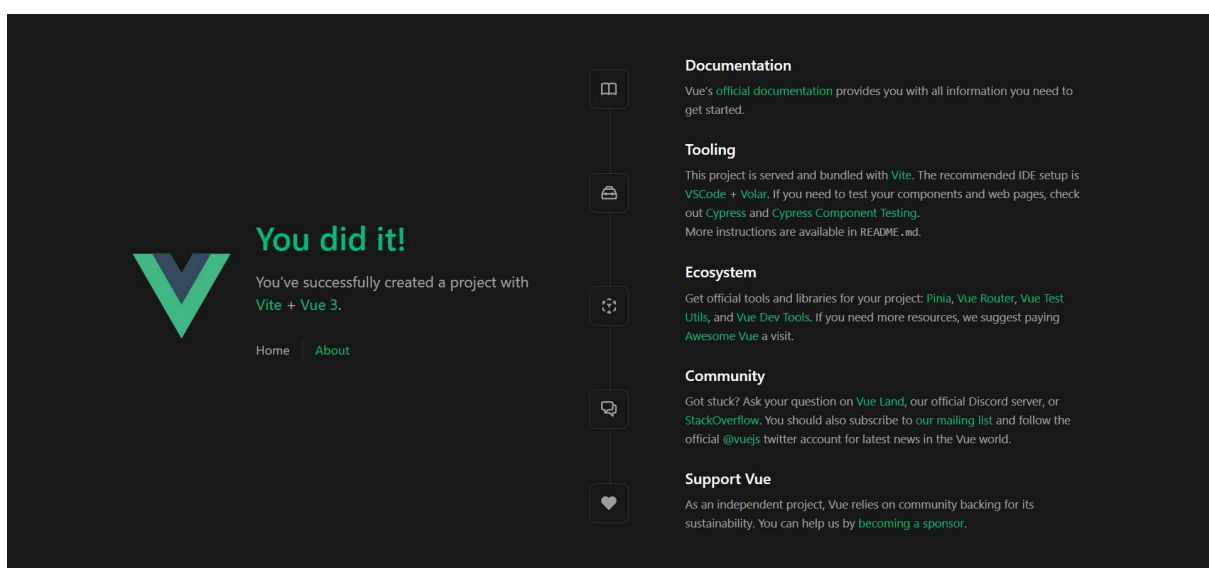 You did it!
You've successfully created a project with
Vite + Vue 3.
Home
About
Documentation
Vue's official documentation provides you with all information you need to
get started.
Tooling
This project is served and bundled with Vite. The recommended IDE setup is
VSCode + Volar. If you need to test your components and web pages, check
out Cypress and Cypress Component Testing.
More instructions are available in README.md.
Ecosystem
Get official tools and libraries for your project: Pinia, Vue Router, Vue Test
Utils, and Vue Dev Tools. If you need more resources, we suggest paying
Awesome Vue a visit.
Community
Got stuck? Ask your question on Vue Land, our official Discord server, or
StackOverflow. You should also subscribe to our mailing list and follow the
official @vuejs twitter account for latest news in the Vue world.
Support Vue
As an independent project, Vue relies on community backing for its
sustainability. You can help us by becoming a sponsor.